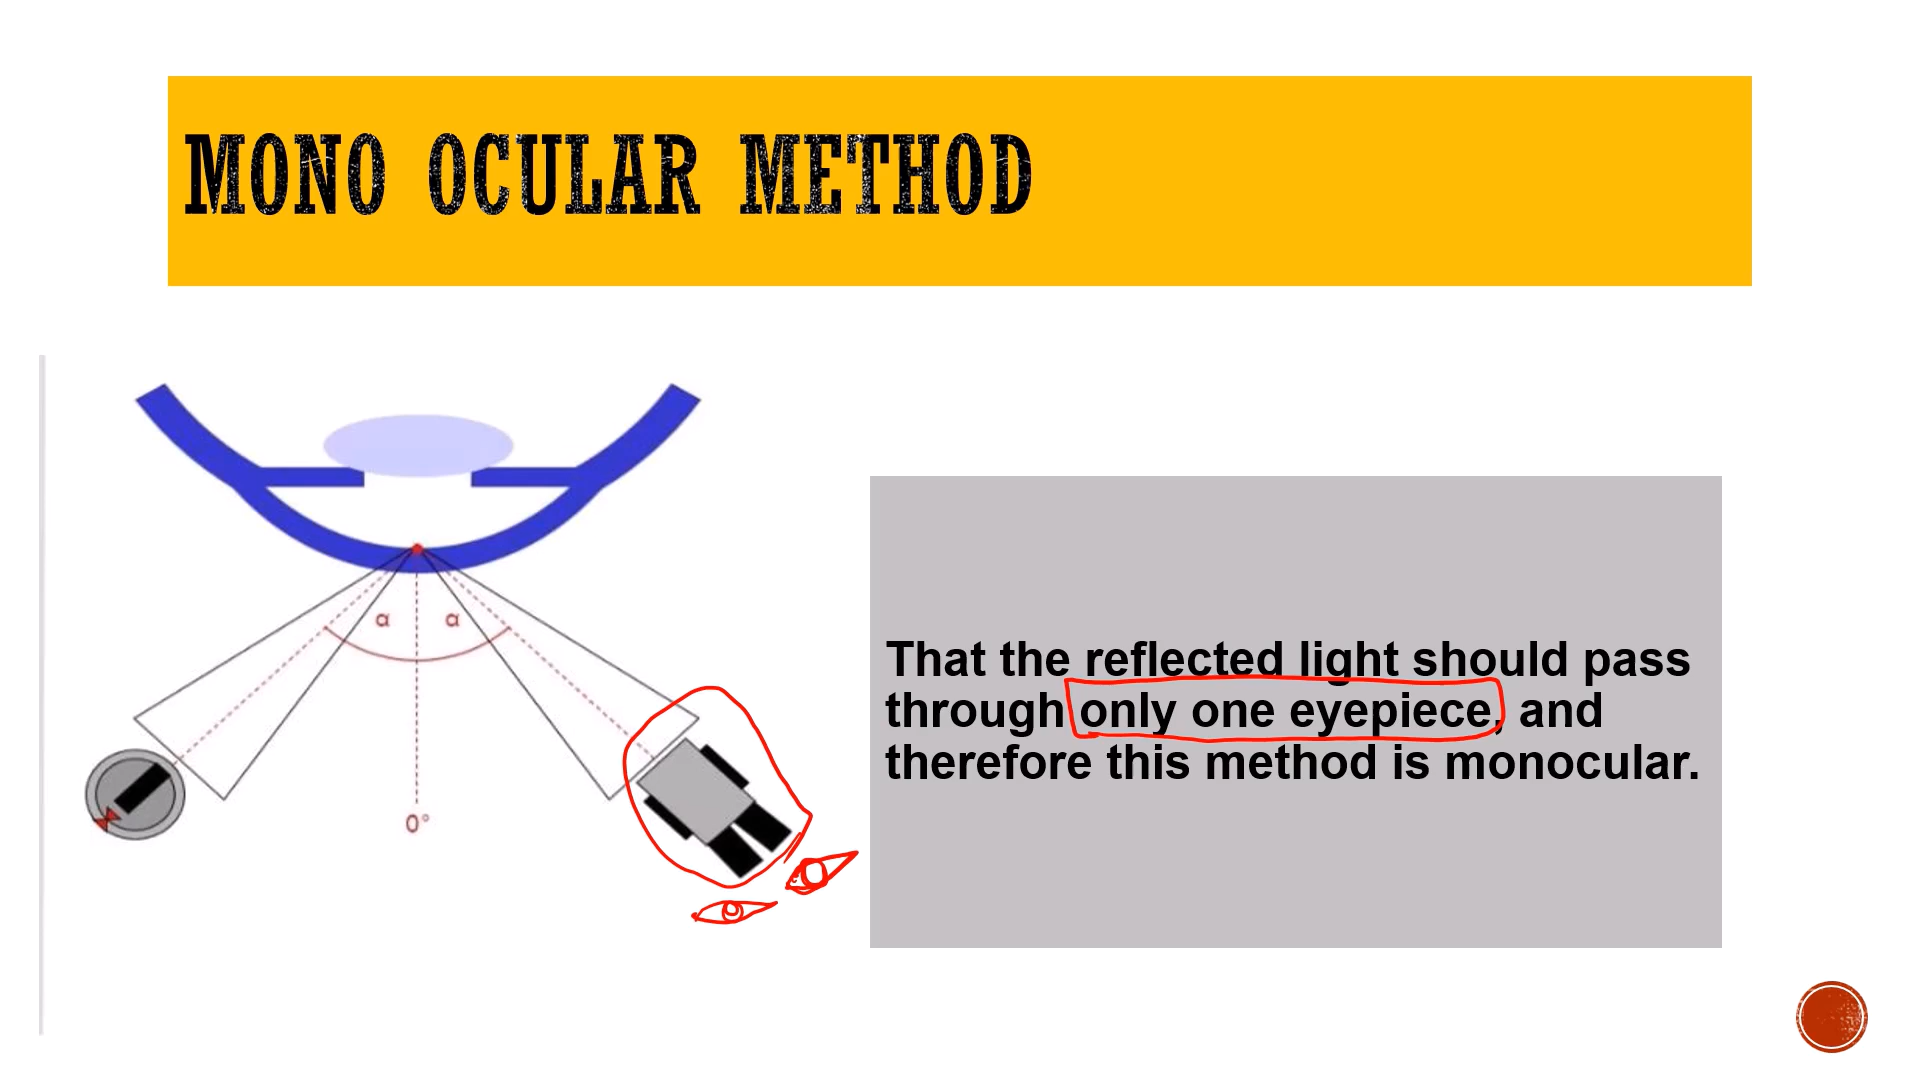 MONO OCULAR METHOD
α α
0°
That the reflected light should pass
through only one eyepiece, and
therefore this method is monocular.